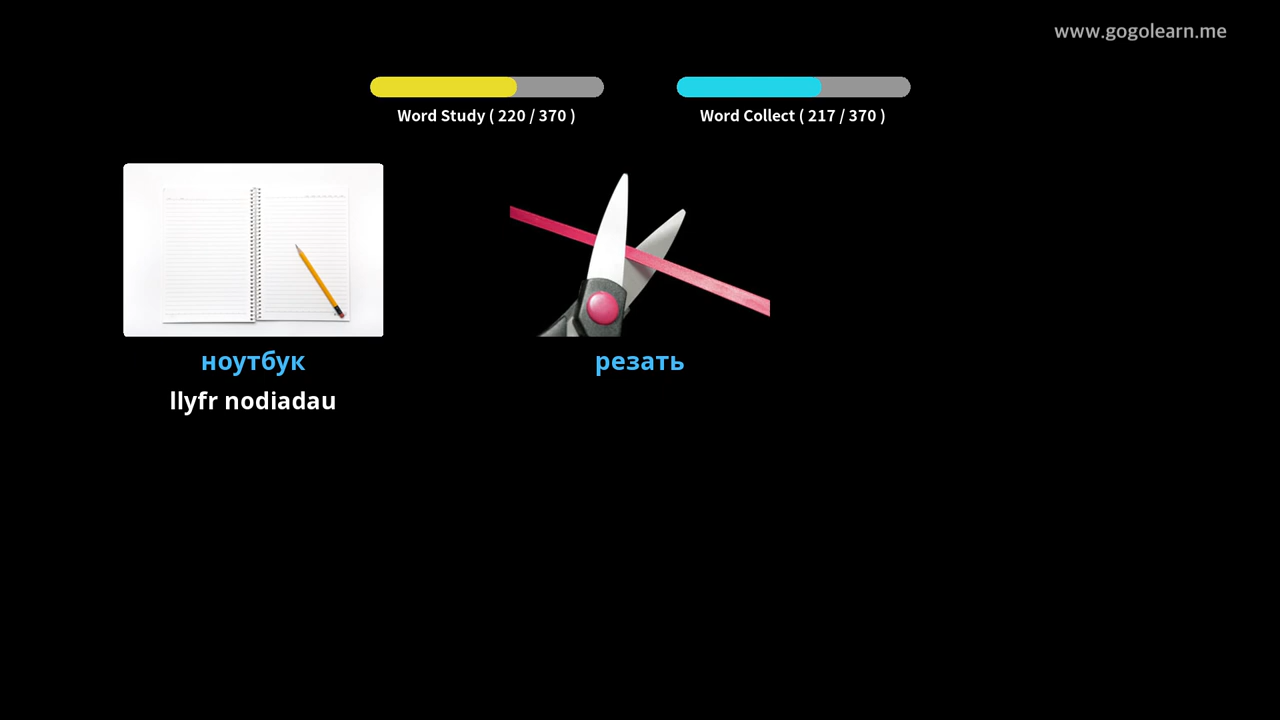 www.gogolearn.me
Word Study ( 220 / 370 )
Word Collect ( 217 / 370 )
ноутбук
резать
llyfr nodiadau